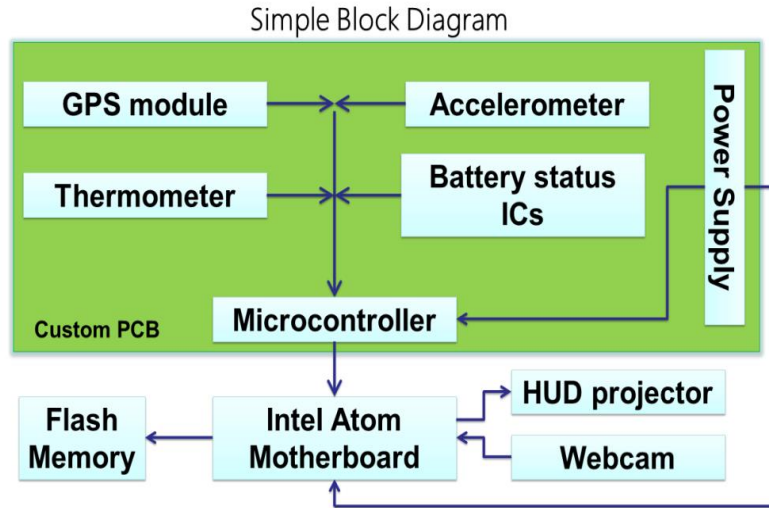 Simple Block Diagram
GPS module
Accelerometer
Power Supply
Thermometer
Battery status
ICs
Custom PCB
Microcontroller
Flash
Memory
Intel Atom
Motherboard
HUD projector
Webcam